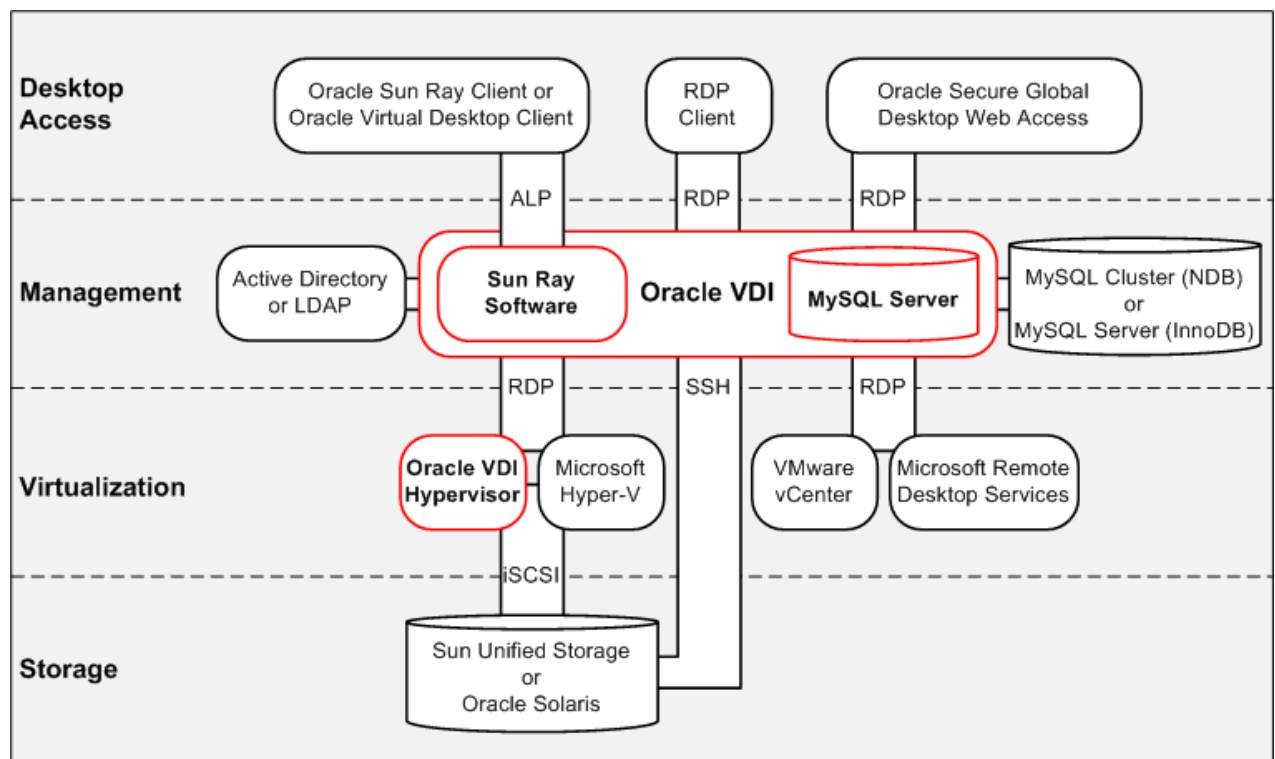 Desktop
Access
Oracle Sun Ray Client or
Oracle Virtual Desktop Client
RDP
Client
Oracle Secure Global
Desktop Web Access
ALP
RDP
RDP
Management
Active Directory
or LDAP
Sun Ray
Software
Oracle VDI
MySQL Server
MySQL Cluster (NDB)
or
MySQL Server (InnoDB)
RDP
SSH
RDP
Virtualization
Oracle VDI
Hypervisor
Microsoft
Hyper-V
VMware
vCenter
Microsoft Remote
Desktop Services
iSCSI
Storage
Sun Unified Storage
or
Oracle Solaris